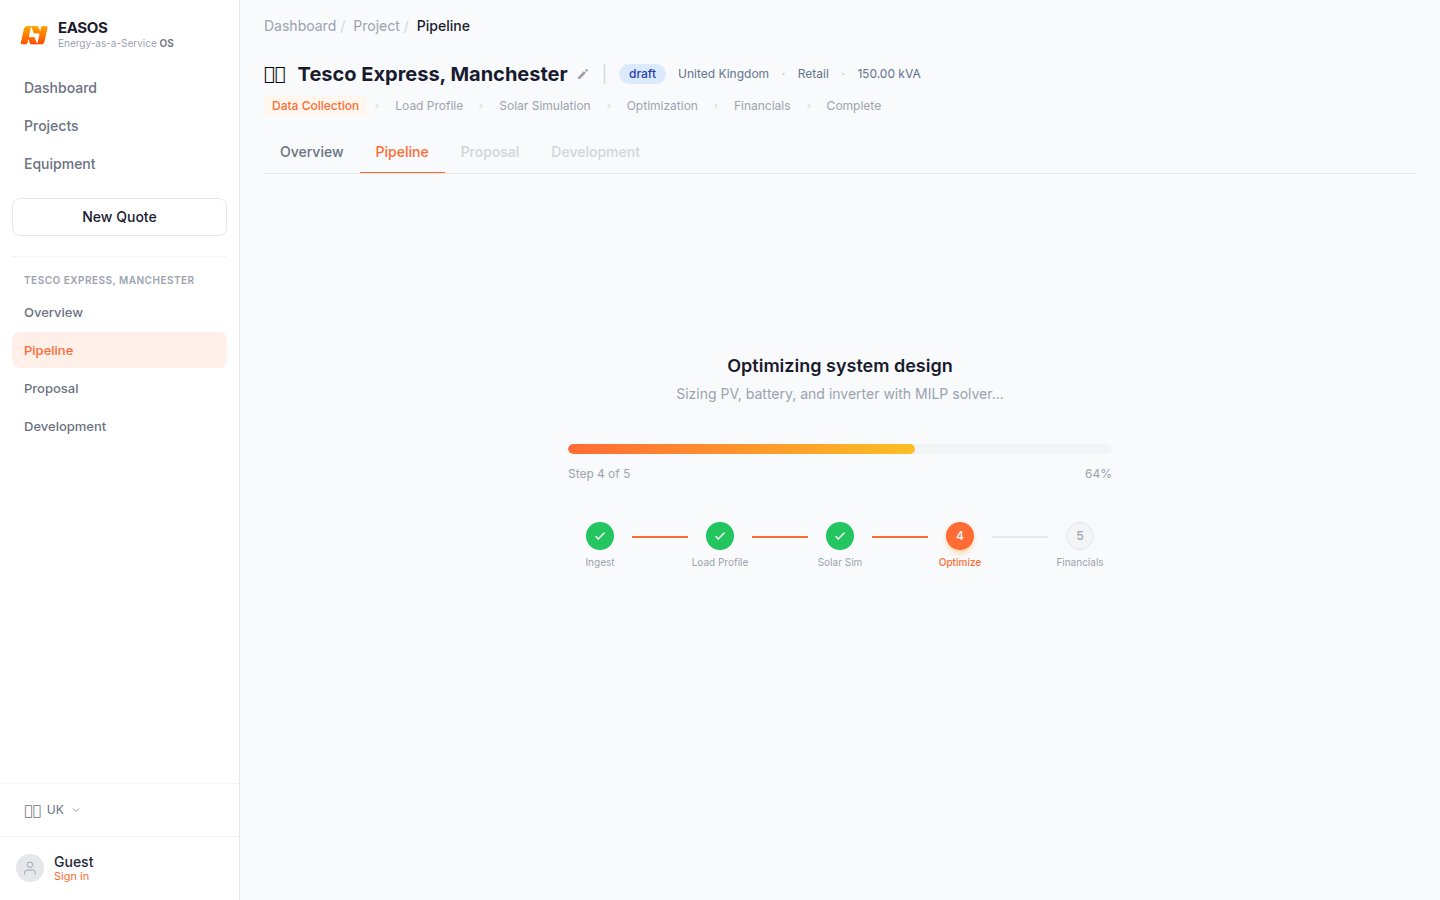 EASOS
Energy-as-a-Service OS
Dashboard
Projects
Equipment
New Quote
TESCO EXPRESS, MANCHESTER
Overview
Pipeline
Proposal
Development
UK
Guest
Sign in
Dashboard / Project / Pipeline
Tesco Express, Manchester draft United Kingdom · Retail · 150.00 kVA
Data Collection > Load Profile > Solar Simulation > Optimization > Financials > Complete
Overview Pipeline Proposal Development
Optimizing system design
Sizing PV, battery, and inverter with MILP solver...
Step 4 of 5 64%
4 5
Ingest Load Profile Solar Sim Optimize Financials